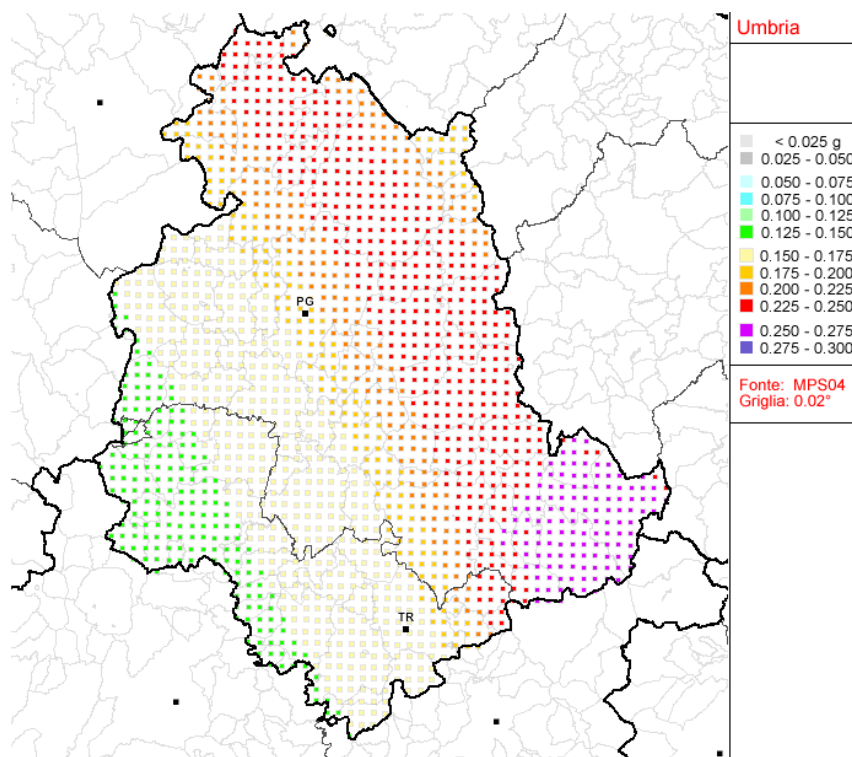 Umbria
< 0.025 g
0.025 - 0.050
0.050 - 0.075
0.075 - 0.100
0.100 - 0.125
0.125 - 0.150
0.150 - 0.175
0.175 - 0.200
0.200 - 0.225
0.225 - 0.250
0.250 - 0.275
0.275 - 0.300
Fonte: MPS04
Griglia: 0.02°
PG
TR